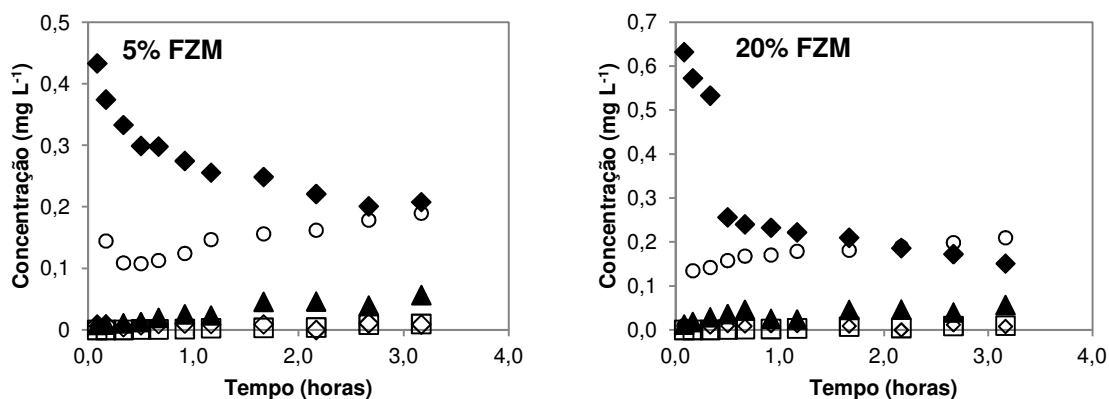 5% FZM
Concentração (mg L-1)
0,5
0,4
0,3
0,2
0,1
0
0,0 1,0 2,0 3,0 4,0
Tempo (horas)
20% FZM
Concentração (mg L-1)
0,7
0,6
0,5
0,4
0,3
0,2
0,1
0,0
0,0 1,0 2,0 3,0 4,0
Tempo (horas)